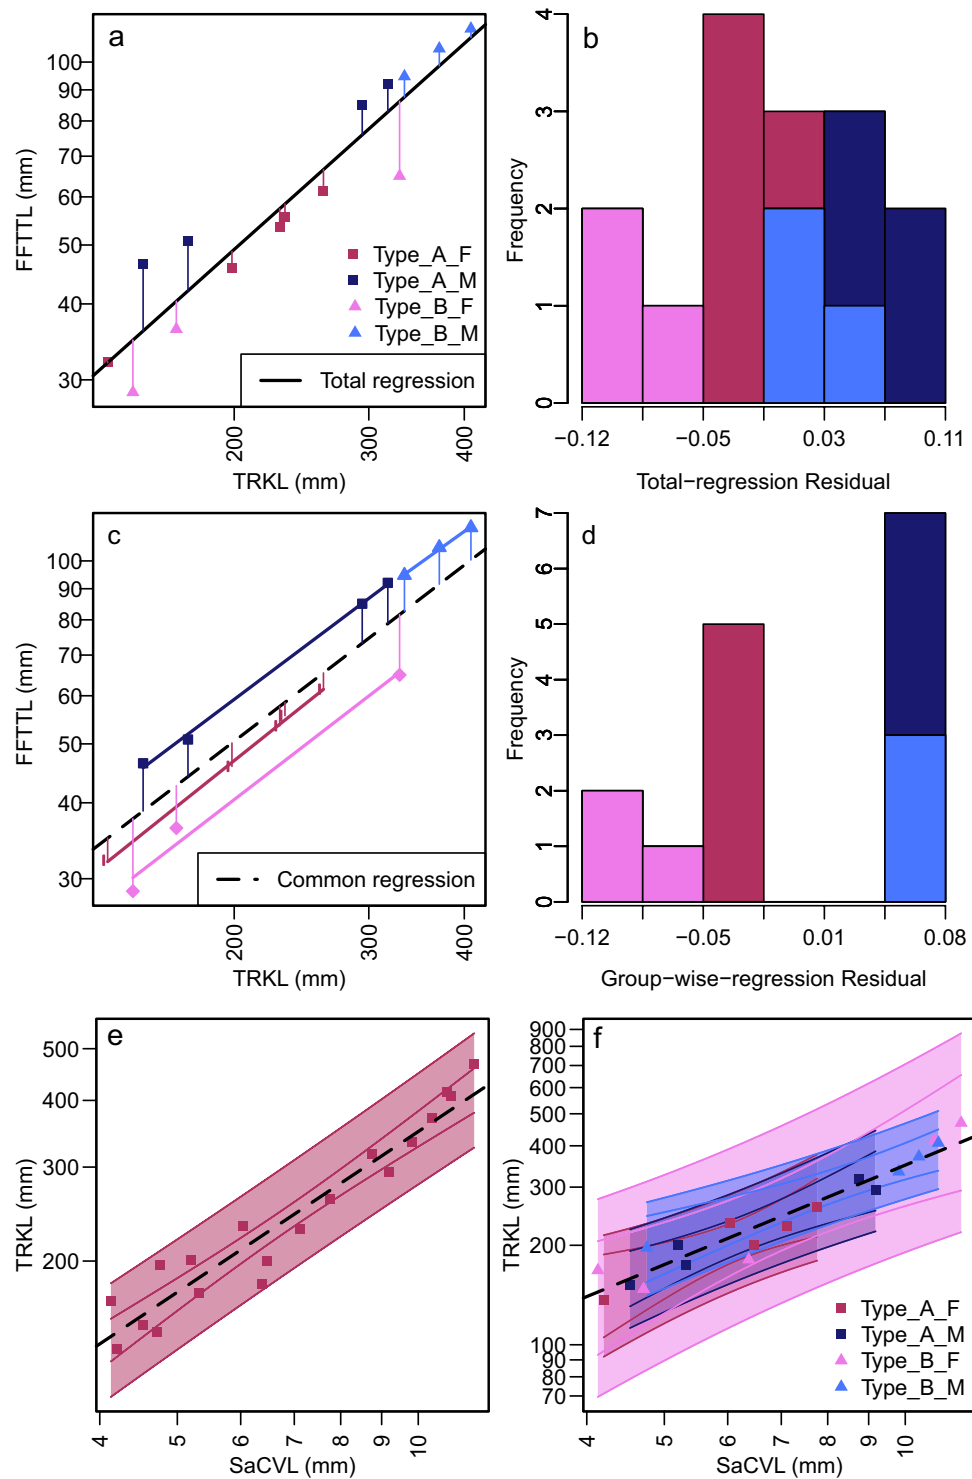 a
100
90
80
70
60
50
40
30
FFTTL (mm)
Type_A_F
Type_A_M
Type_B_F
Type_B_M
Total regression
200
300
400
TRKL (mm)
b
4
3
2
1
0
Frequency
−0.12
−0.05
0.03
0.11
Total−regression Residual
c
100
90
80
70
60
50
40
30
FFTTL (mm)
Common regression
200
300
400
TRKL (mm)
d
7
6
5
4
3
2
1
0
Frequency
−0.12
−0.05
0.01
0.08
Group−wise−regression Residual
e
500
400
300
200
TRKL (mm)
4
5
6
7
8
9
10
SaCVL (mm)
f
900
800
700
600
500
400
300
200
100
90
80
70
TRKL (mm)
Type_A_F
Type_A_M
Type_B_F
Type_B_M
4
5
6
7
8
9
10
SaCVL (mm)